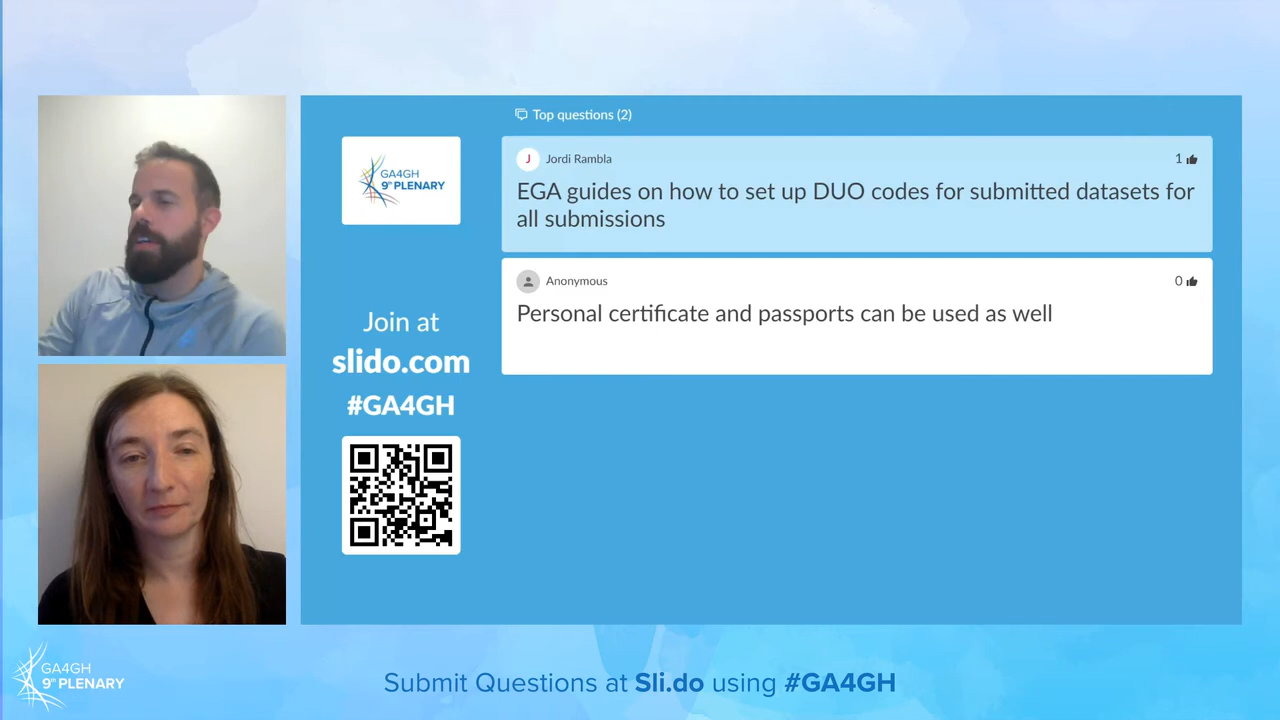 Top questions (2)
J
Jordi Rambla
1
EGA guides on how to set up DUO codes for submitted datasets for
all submissions
Anonymous
0
Personal certificate and passports can be used as well
GA4GH
9th PLENARY
Join at
slido.com
#GA4GH
GA4GH
9th PLENARY
Submit Questions at Sli.do using #GA4GH